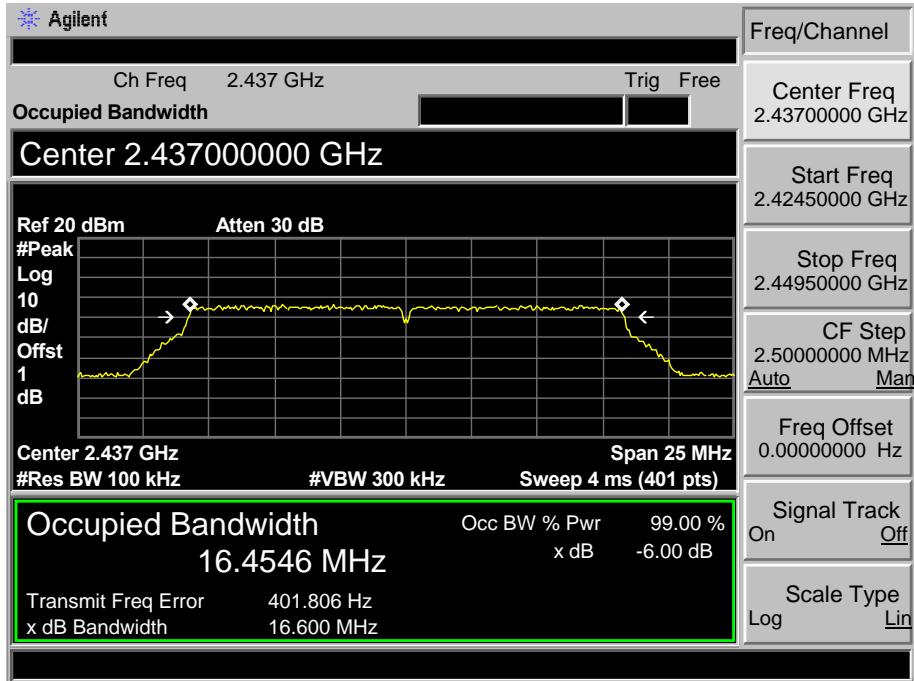 Agilent
Freq/Channel
Ch Freq 2.437 GHz Trig Free
Occupied Bandwidth
Center 2.437000000 GHz
Ref 20 dBm Atten 30 dB
#Peak
Log
10
dB/
Offst
1
dB
Center 2.437 GHz Span 25 MHz
#Res BW 100 kHz #VBW 300 kHz Sweep 4 ms (401 pts)
Occupied Bandwidth
16.4546 MHz
Occ BW % Pwr 99.00 %
x dB -6.00 dB
Transmit Freq Error 401.806 Hz
x dB Bandwidth 16.600 MHz
Center Freq
2.43700000 GHz
Start Freq
2.42450000 GHz
Stop Freq
2.44950000 GHz
CF Step
2.50000000 MHz
Auto Man
Freq Offset
0.00000000 Hz
Signal Track
On Off
Scale Type
Log Lin